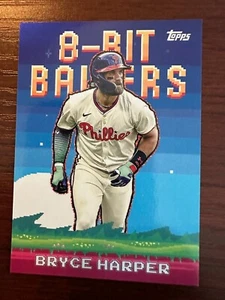 topps
8-BIT
BALLERS
Phillies
BRYCE HARPER